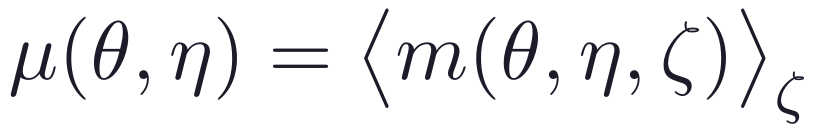 μ(θ, η) = ⟨m(θ, η, ζ)⟩_ζ